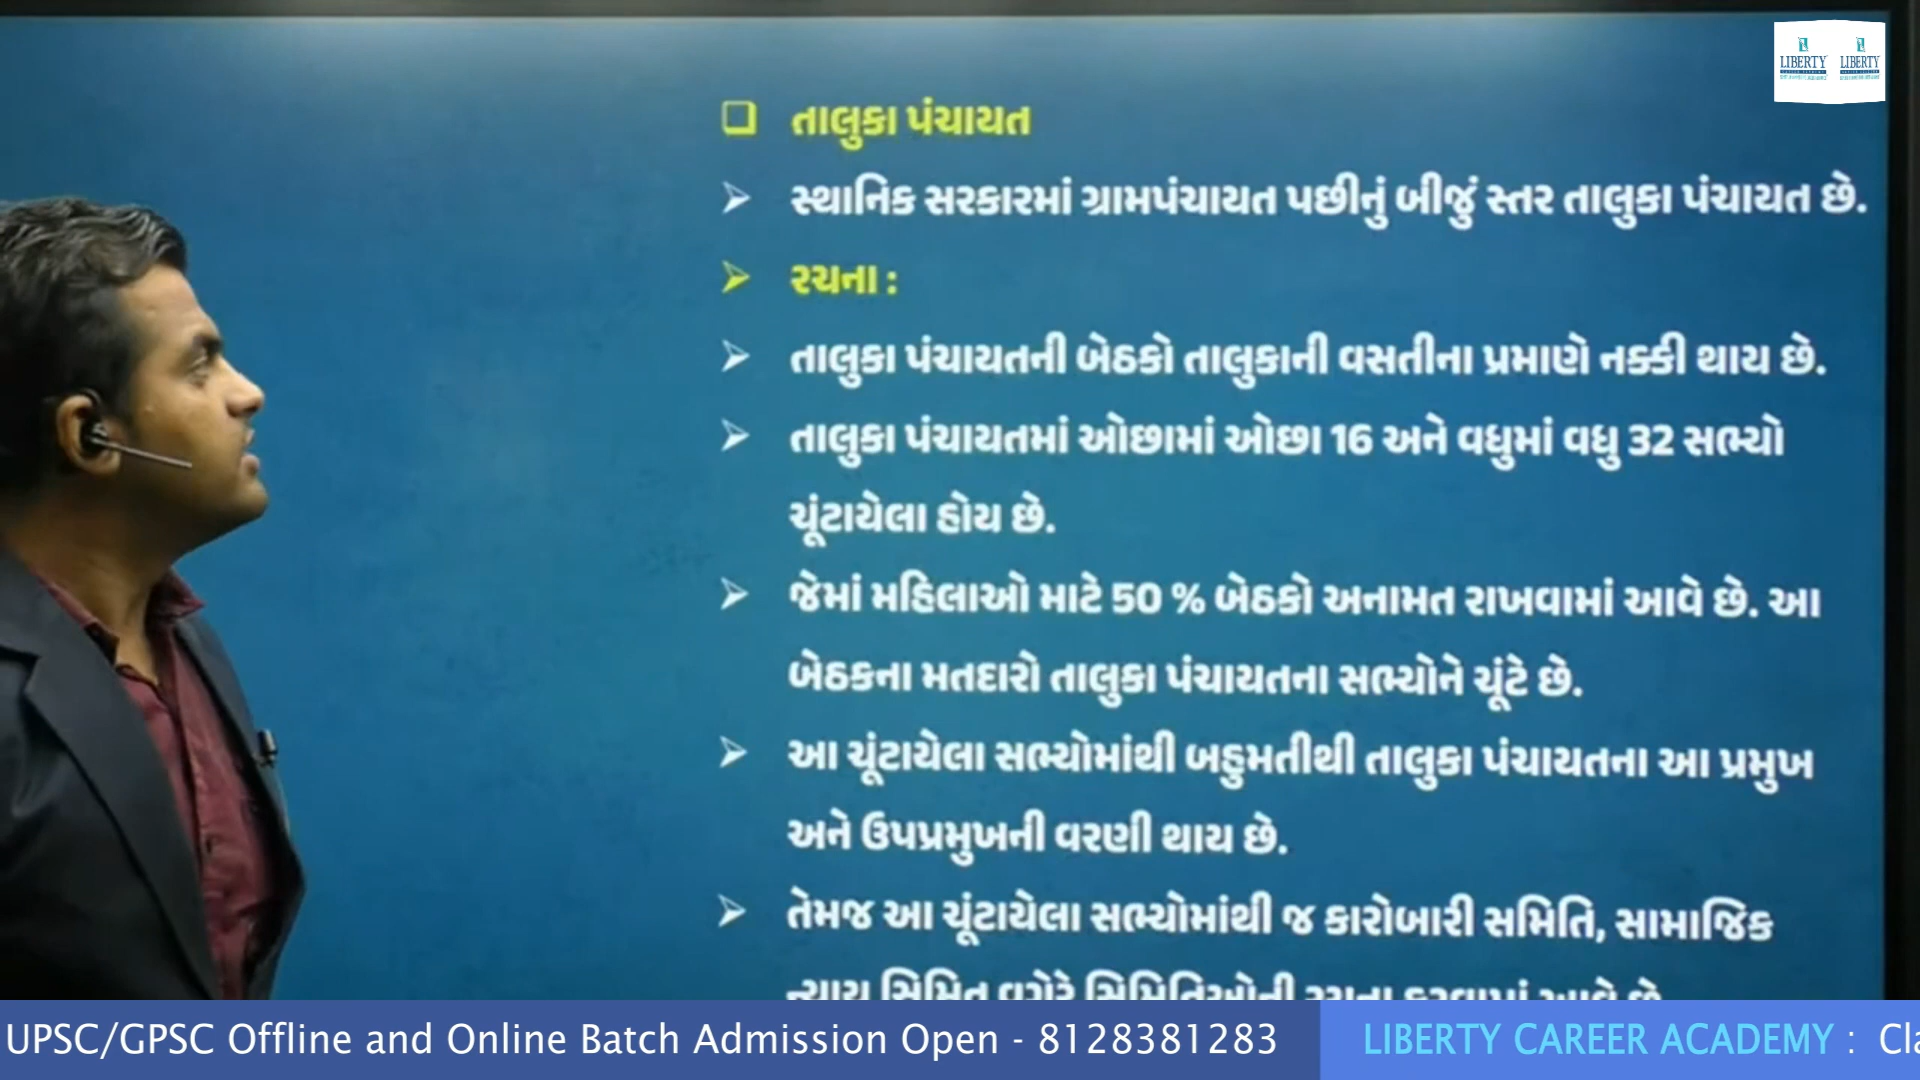 LIBERTY LIBERTY
❑ તાલુકા પંચાયત
➢ સ્થાનિક સરકારમાં ગ્રામપંચાયત પછીનું બીજું સ્તર તાલુકા પંચાયત છે.
➢ રચના :
➢ તાલુકા પંચાયતની બેઠકો તાલુકાની વસતીના પ્રમાણે નક્કી થાય છે.
➢ તાલુકા પંચાયતમાં ઓછામાં ઓછા 16 અને વધુમાં વધુ 32 સભ્યો
ચૂંટાયેલા હોય છે.
➢ જેમાં મહિલાઓ માટે 50 % બેઠકો અનામત રાખવામાં આવે છે. આ
બેઠકના મતદારો તાલુકા પંચાયતના સભ્યોને ચૂંટે છે.
➢ આ ચૂંટાયેલા સભ્યોમાંથી બહુમતીથી તાલુકા પંચાયતના આ પ્રમુખ
અને ઉપપ્રમુખની વરણી થાય છે.
➢ તેમજ આ ચૂંટાયેલા સભ્યોમાંથી જ કારોબારી સમિતિ, સામાજિક
UPSC/GPSC Offline and Online Batch Admission Open - 8128381283 LIBERTY CAREER ACADEMY : Cla